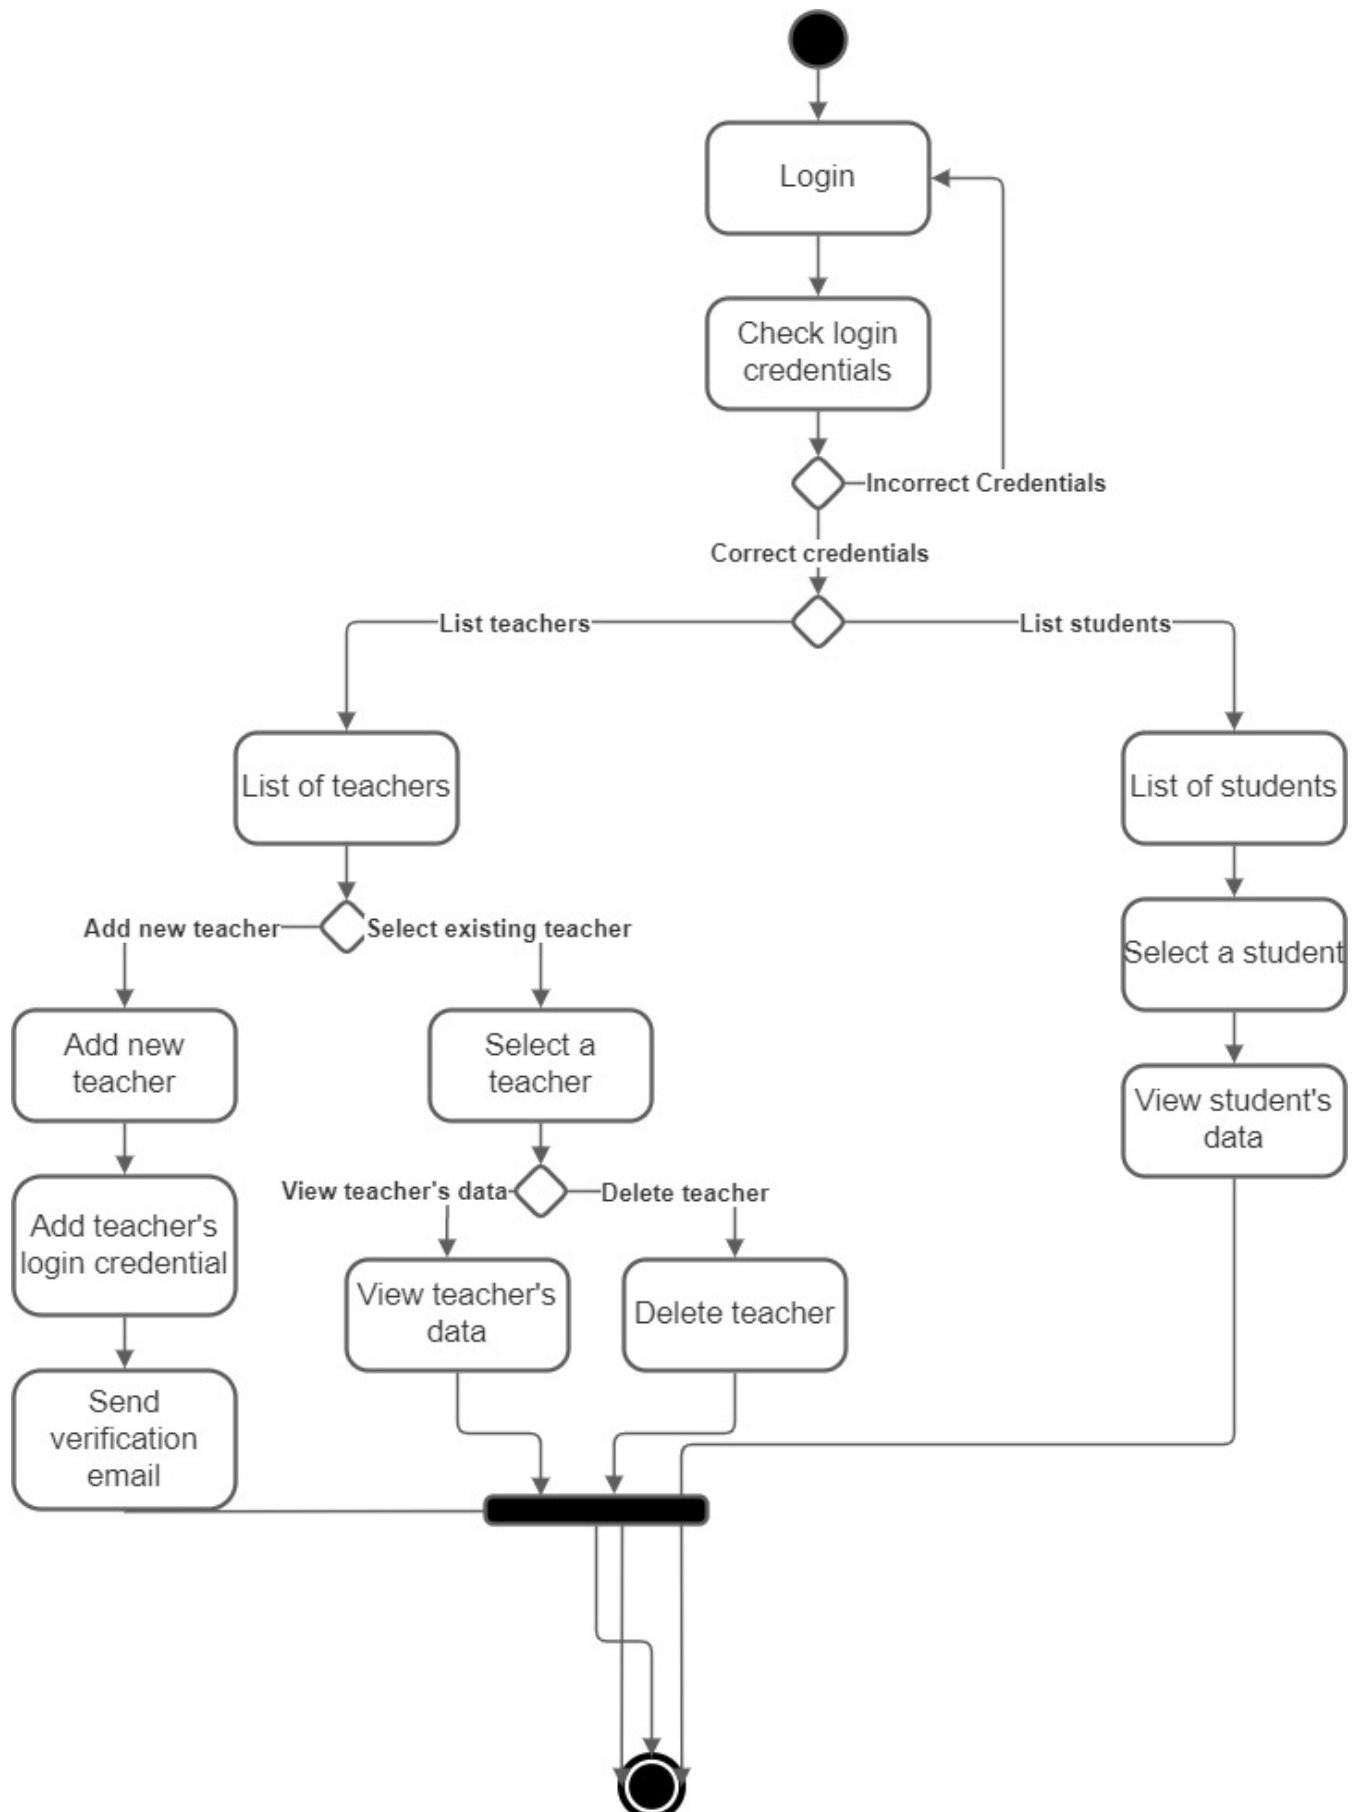 Login
Check login
credentials
Incorrect Credentials
Correct credentials
List teachers
List students
List of teachers
List of students
Add new teacher
Select existing teacher
Select a student
Add new
teacher
Select a
teacher
View student's
data
View teacher's data
Delete teacher
Add teacher's
login credential
View teacher's
data
Delete teacher
Send
verification
email